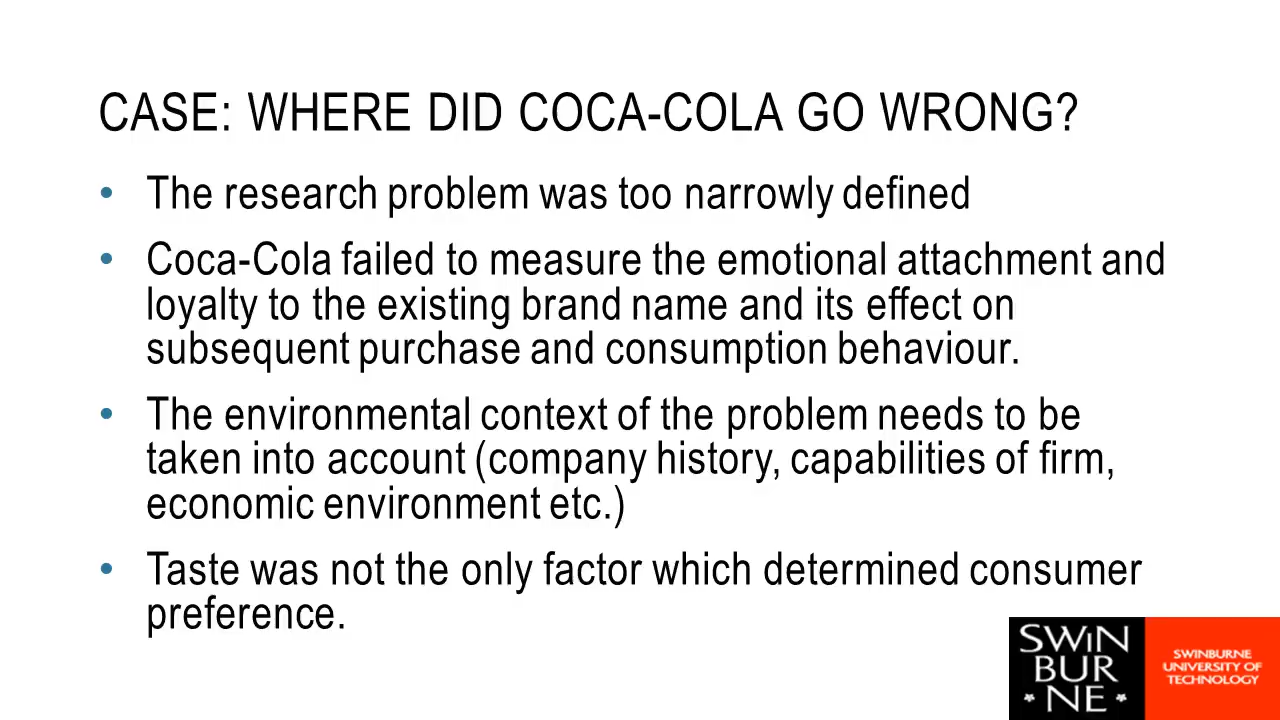 CASE: WHERE DID COCA-COLA GO WRONG?
• The research problem was too narrowly defined
• Coca-Cola failed to measure the emotional attachment and
loyalty to the existing brand name and its effect on
subsequent purchase and consumption behaviour.
• The environmental context of the problem needs to be
taken into account (company history, capabilities of firm,
economic environment etc.)
• Taste was not the only factor which determined consumer
preference.
SWiN
BUR
* NE *
SWINBURNE
UNIVERSITY OF
TECHNOLOGY